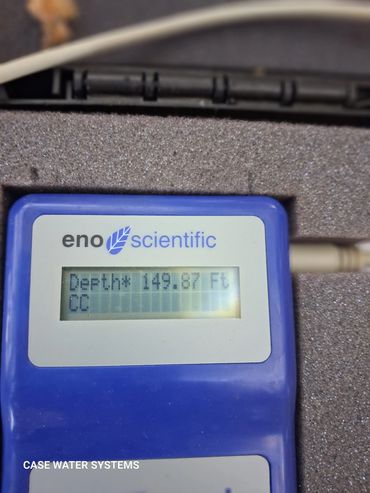 eno scientific
Depth* 149.87 Ft
CC
CASE WATER SYSTEMS